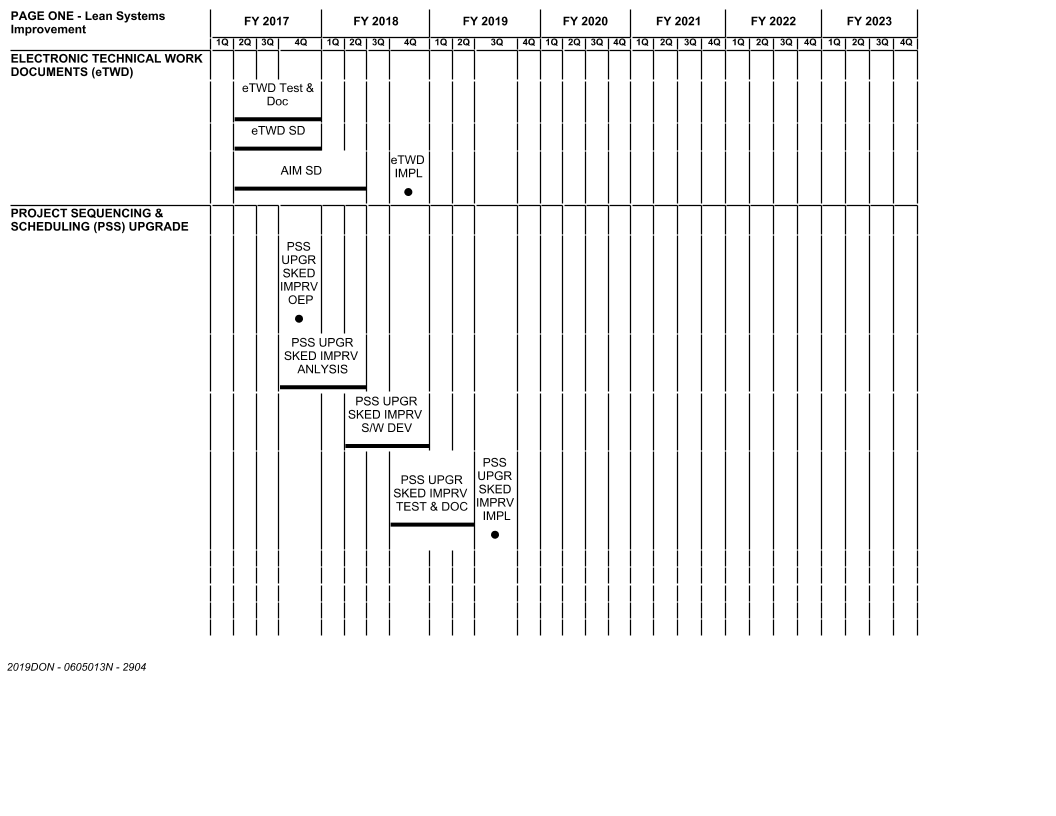 PAGE ONE - Lean Systems
Improvement
FY 2017 FY 2018 FY 2019 FY 2020 FY 2021 FY 2022 FY 2023
1Q 2Q 3Q 4Q 1Q 2Q 3Q 4Q 1Q 2Q 3Q 4Q 1Q 2Q 3Q 4Q 1Q 2Q 3Q 4Q 1Q 2Q 3Q 4Q 1Q 2Q 3Q 4Q
ELECTRONIC TECHNICAL WORK
DOCUMENTS (eTWD)
eTWD Test &
Doc
eTWD SD
AIM SD
eTWD
IMPL
PROJECT SEQUENCING &
SCHEDULING (PSS) UPGRADE
PSS
UPGR
SKED
IMPRV
OEP
PSS UPGR
SKED IMPRV
ANLYSIS
PSS UPGR
SKED IMPRV
S/W DEV
PSS UPGR
SKED IMPRV
TEST & DOC
PSS
UPGR
SKED
IMPRV
IMPL
2019DON - 0605013N - 2904